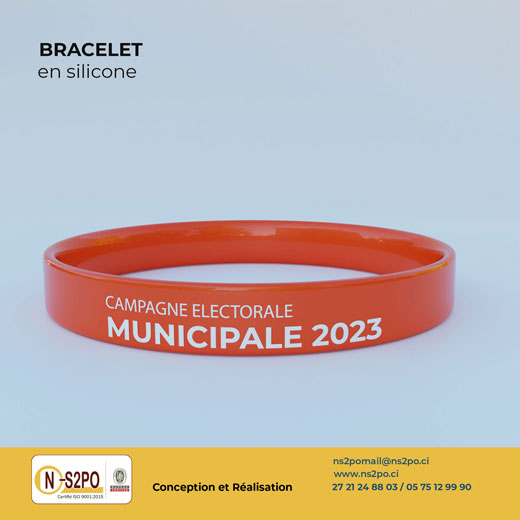 BRACELET
en silicone
CAMPAGNE ELECTORALE
MUNICIPALE 2023
N-S2PO
Certifié ISO 9001:2015
Conception et Réalisation
ns2pomail@ns2po.ci
www.ns2po.ci
27 21 24 88 03 / 05 75 12 99 90